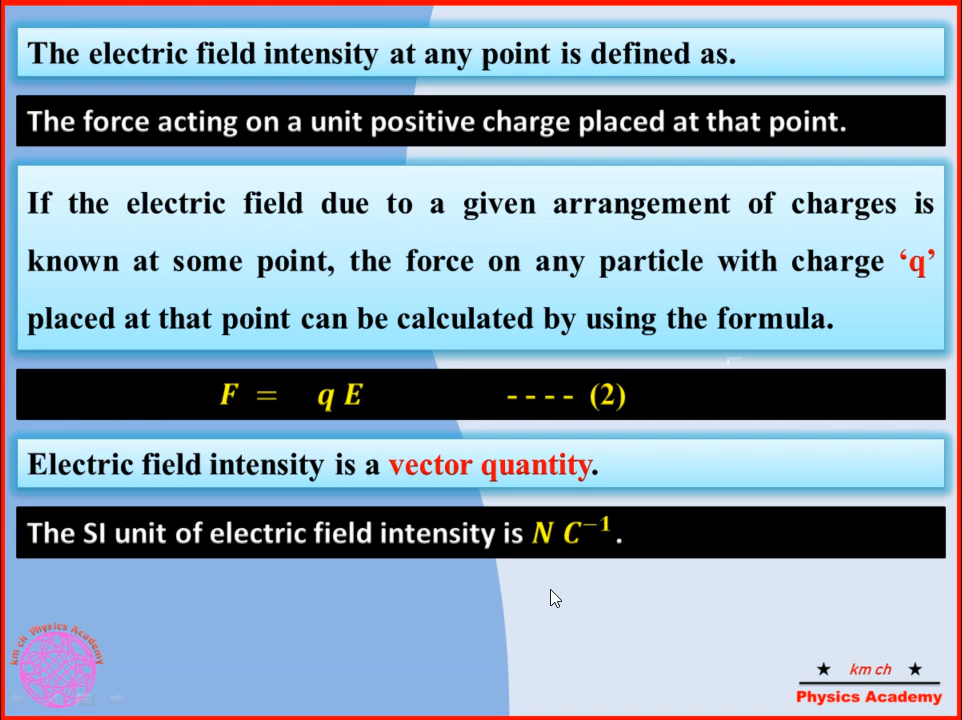 The electric field intensity at any point is defined as.
The force acting on a unit positive charge placed at that point.
If the electric field due to a given arrangement of charges is
known at some point, the force on any particle with charge ‘q’
placed at that point can be calculated by using the formula.
F = q E - - - - (2)
Electric field intensity is a vector quantity.
The SI unit of electric field intensity is N C⁻¹.
km ch Physics Academy
★ km ch ★
Physics Academy